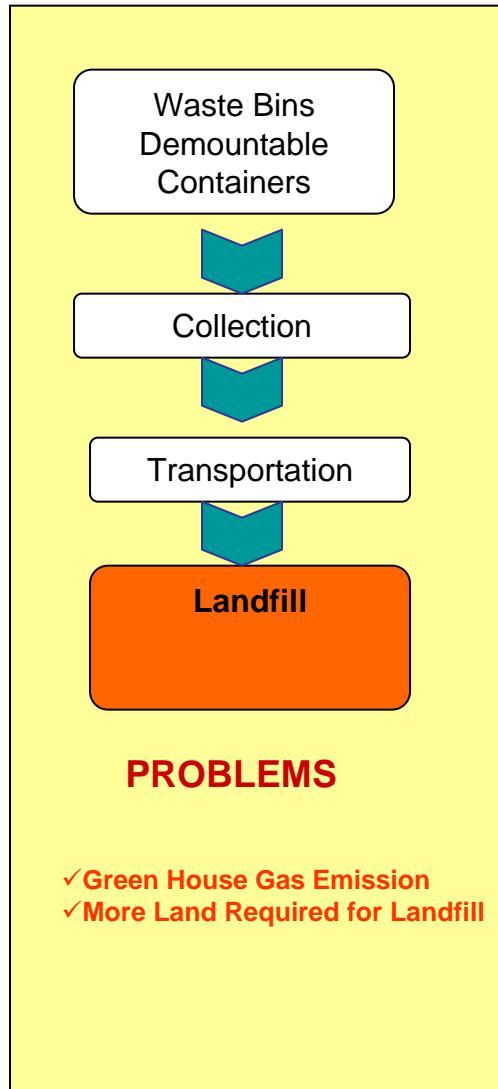 Waste Bins
Demountable
Containers
Collection
Transportation
Landfill
PROBLEMS
✓Green House Gas Emission
✓More Land Required for Landfill